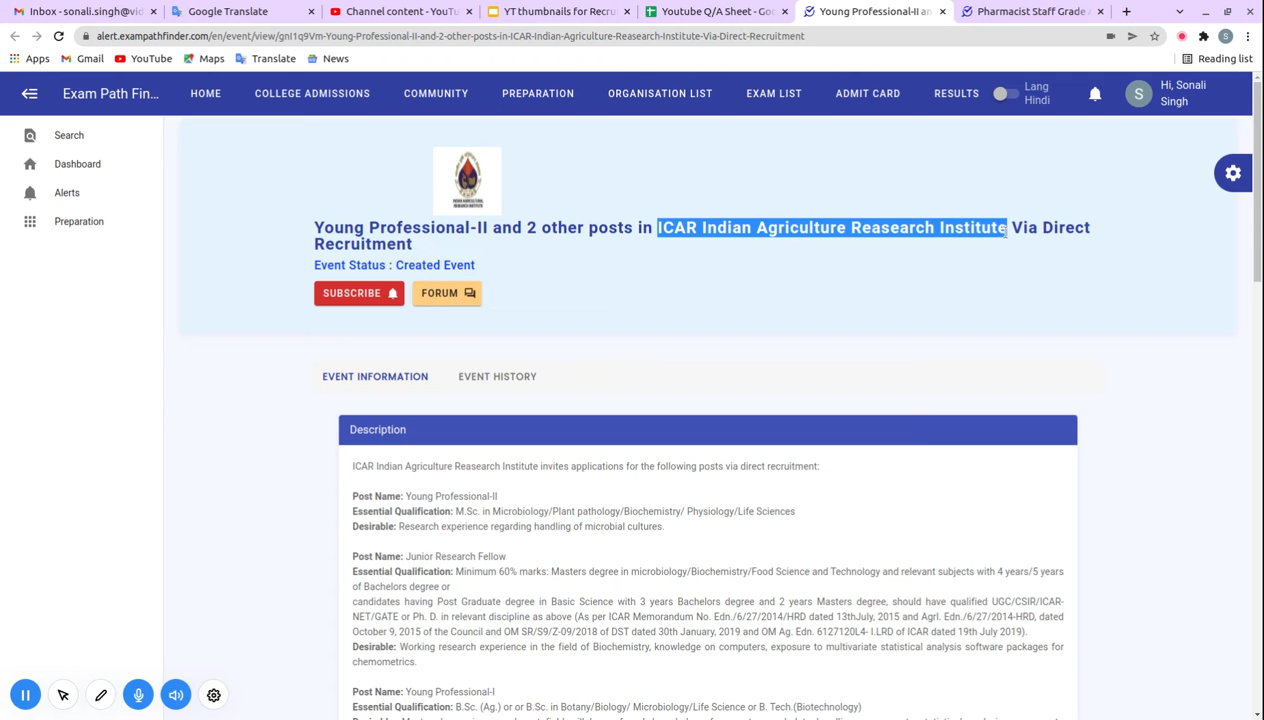 Inbox - sonali.singh@vid
Google Translate
Channel content - YouTu
YT thumbnails for Recru
Youtube Q/A Sheet - Goo
Young Professional-II an
Pharmacist Staff Grade A
alert.exampathfinder.com/en/event/view/gnI1q9Vm-Young-Professional-II-and-2-other-posts-in-ICAR-Indian-Agriculture-Reasearch-Institute-Via-Direct-Recruitment
S
Apps
Gmail
YouTube
Maps
Translate
News
Reading list
Exam Path Fin...
HOME
COLLEGE ADMISSIONS
COMMUNITY
PREPARATION
ORGANISATION LIST
EXAM LIST
ADMIT CARD
RESULTS
Lang
Hindi
S
Hi, Sonali
Singh
Search
Dashboard
Alerts
Preparation
Young Professional-II and 2 other posts in ICAR Indian Agriculture Reasearch Institute Via Direct
Recruitment
Event Status : Created Event
SUBSCRIBE
FORUM
EVENT INFORMATION
EVENT HISTORY
Description
ICAR Indian Agriculture Reasearch Institute invites applications for the following posts via direct recruitment:
Post Name: Young Professional-II
Essential Qualification: M.Sc. in Microbiology/Plant pathology/Biochemistry/ Physiology/Life Sciences
Desirable: Research experience regarding handling of microbial cultures.
Post Name: Junior Research Fellow
Essential Qualification: Minimum 60% marks: Masters degree in microbiology/Biochemistry/Food Science and Technology and relevant subjects with 4 years/5 years
of Bachelors degree or
candidates having Post Graduate degree in Basic Science with 3 years Bachelors degree and 2 years Masters degree, should have qualified UGC/CSIR/ICAR-
NET/GATE or Ph. D. in relevant discipline as above (As per ICAR Memorandum No. Edn./6/27/2014/HRD dated 13thJuly, 2015 and Agrl. Edn./6/27/2014-HRD, dated
October 9, 2015 of the Council and OM SR/S9/Z-09/2018 of DST dated 30th January, 2019 and OM Ag. Edn. 6127120L4- I.LRD of ICAR dated 19th July 2019).
Desirable: Working research experience in the field of Biochemistry, knowledge on computers, exposure to multivariate statistical analysis software packages for
chemometrics.
Post Name: Young Professional-I
Essential Qualification: B.Sc. (Ag.) or or B.Sc. in Botany/Biology/ Microbiology/Life Science or B. Tech.(Biotechnology)